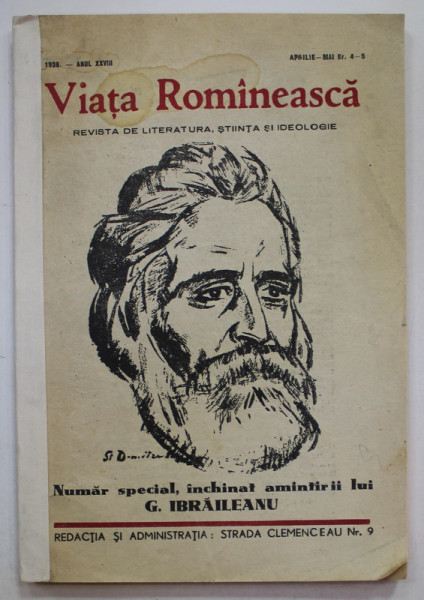 1936. — ANUL XXVIII
APRILIE — MAI Nr. 4-5
Viața Romînească
REVISTA DE LITERATURA, ȘTIINȚA ȘI IDEOLOGIE
Număr special, închinat amintirii lui
G. IBRĂILEANU
REDACȚIA ȘI ADMINISTRAȚIA: STRADA CLEMENCEAU Nr. 9